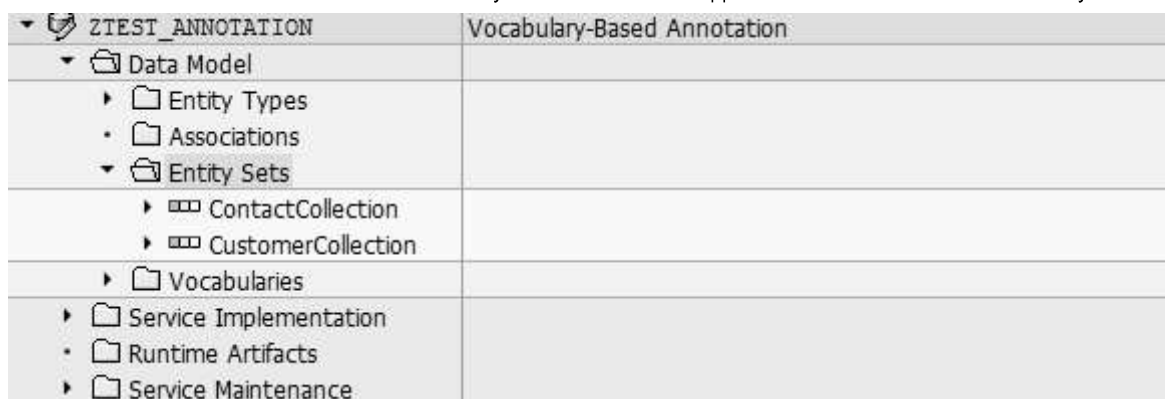 ZTEST_ANNOTATION Vocabulary-Based Annotation
Data Model
Entity Types
Associations
Entity Sets
ContactCollection
CustomerCollection
Vocabularies
Service Implementation
Runtime Artifacts
Service Maintenance